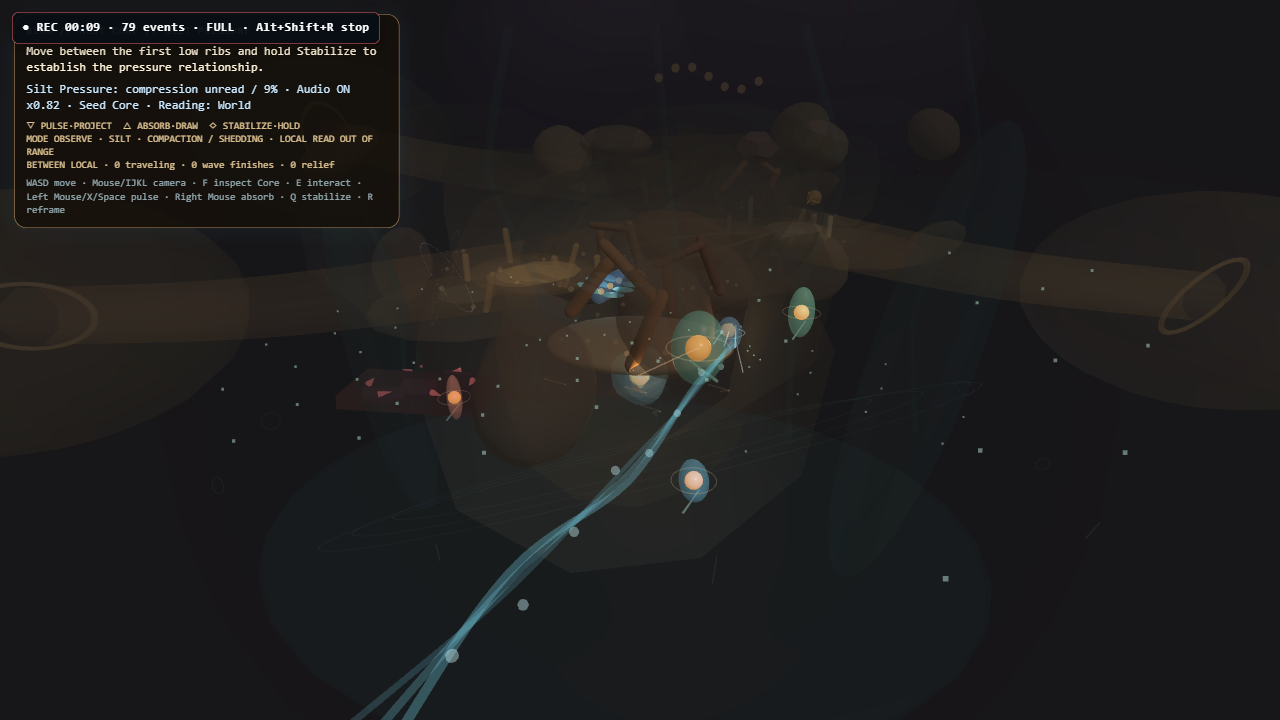 ● REC 00:09 · 79 events · FULL · Alt+Shift+R stop
Move between the first low ribs and hold Stabilize to
establish the pressure relationship.
Silt Pressure: compression unread / 9% · Audio ON
x0.82 · Seed Core · Reading: World
▽ PULSE·PROJECT △ ABSORB·DRAW ◇ STABILIZE·HOLD
MODE OBSERVE · SILT · COMPACTION / SHEDDING · LOCAL READ OUT OF
RANGE
BETWEEN LOCAL · 0 traveling · 0 wave finishes · 0 relief
WASD move · Mouse/IJKL camera · F inspect Core · E interact ·
Left Mouse/X/Space pulse · Right Mouse absorb · Q stabilize · R
reframe